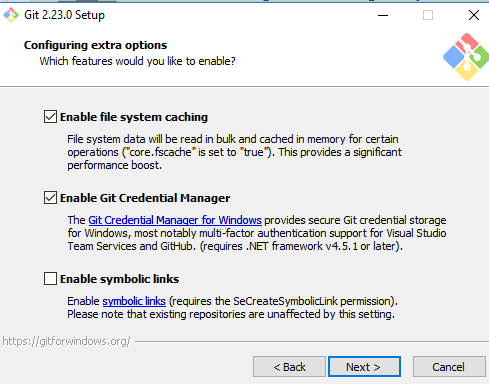 Git 2.23.0 Setup
Configuring extra options
Which features would you like to enable?
Enable file system caching
File system data will be read in bulk and cached in memory for certain
operations ("core.fscache" is set to "true"). This provides a significant
performance boost.
Enable Git Credential Manager
The Git Credential Manager for Windows provides secure Git credential storage
for Windows, most notably multi-factor authentication support for Visual Studio
Team Services and GitHub. (requires .NET framework v4.5.1 or later).
Enable symbolic links
Enable symbolic links (requires the SeCreateSymbolicLink permission).
Please note that existing repositories are unaffected by this setting.
https://gitforwindows.org/
< Back Next > Cancel